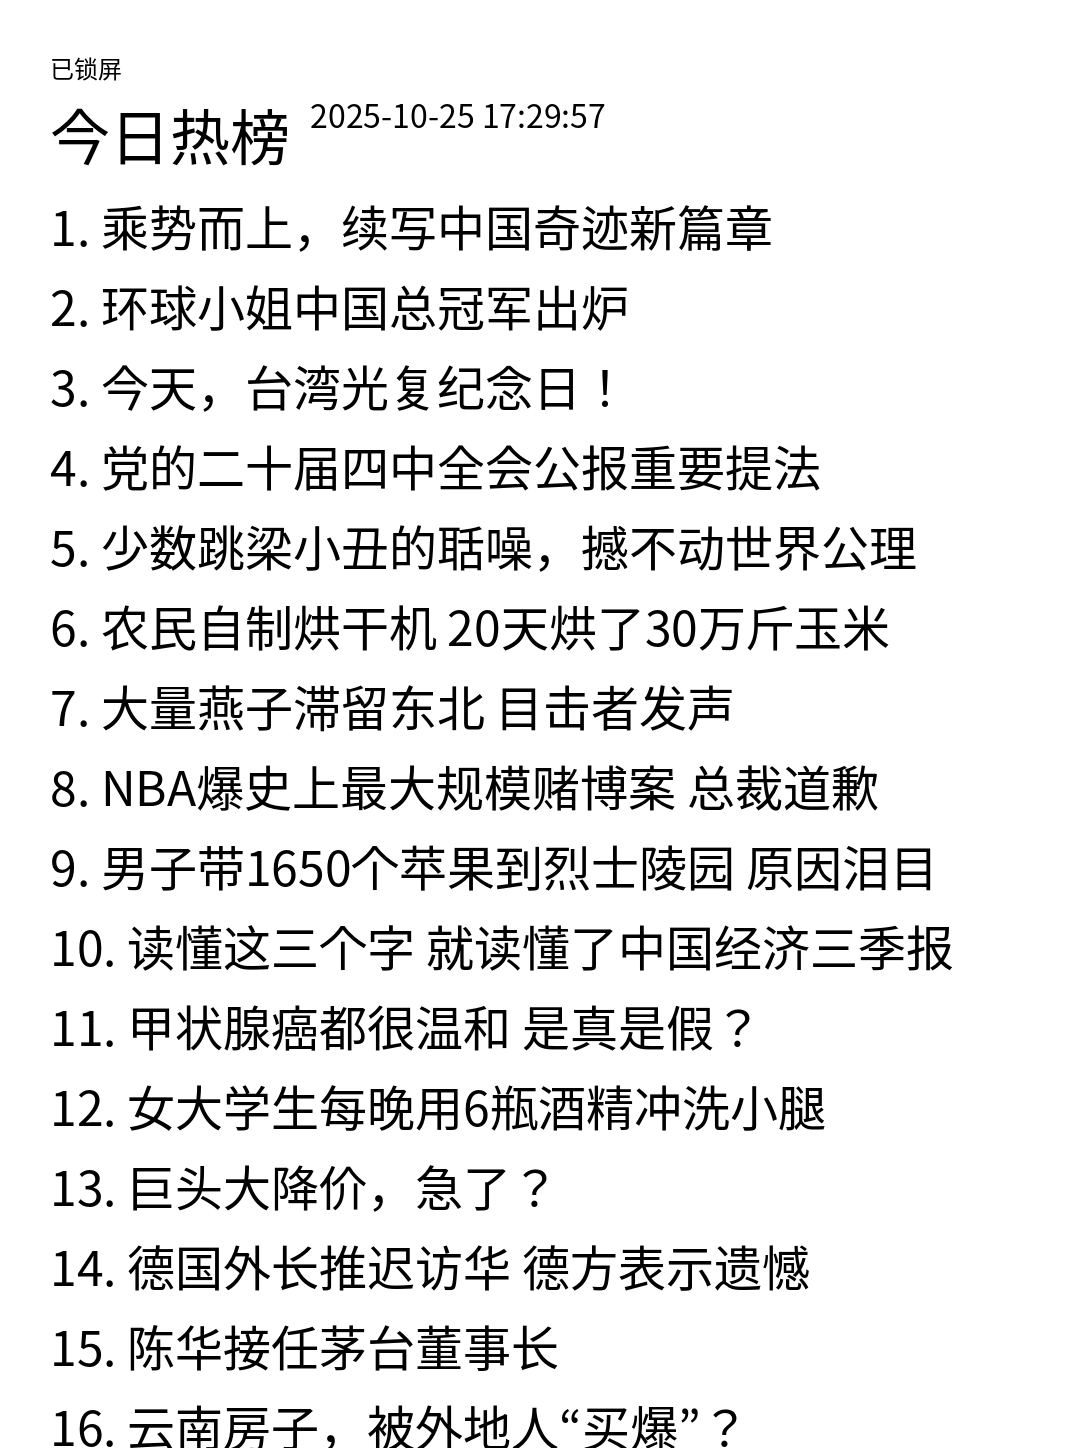 已锁屏
今日热榜 2025-10-25 17:29:57
1. 乘势而上，续写中国奇迹新篇章
2. 环球小姐中国总冠军出炉
3. 今天，台湾光复纪念日！
4. 党的二十届四中全会公报重要提法
5. 少数跳梁小丑的聒噪，撼不动世界公理
6. 农民自制烘干机 20天烘了30万斤玉米
7. 大量燕子滞留东北 目击者发声
8. NBA爆史上最大规模赌博案 总裁道歉
9. 男子带1650个苹果到烈士陵园 原因泪目
10. 读懂这三个字 就读懂了中国经济三季报
11. 甲状腺癌都很温和 是真是假？
12. 女大学生每晚用6瓶酒精冲洗小腿
13. 巨头大降价，急了？
14. 德国外长推迟访华 德方表示遗憾
15. 陈华接任茅台董事长
16. 云南房子，被外地人“买爆”？